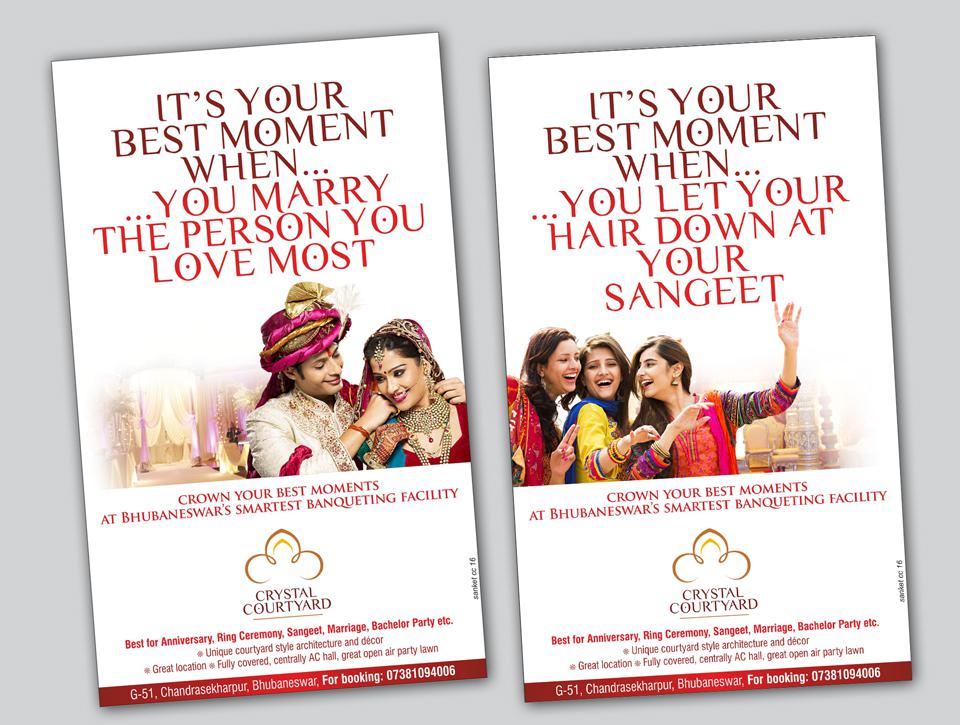 IT'S YOUR
BEST MOMENT
WHEN...
...YOU MARRY
THE PERSON YOU
LOVE MOST
CROWN YOUR BEST MOMENTS
AT BHUBANESWAR'S SMARTEST BANQUETING FACILITY
CRYSTAL
COURTYARD
sanket cc 16
Best for Anniversary, Ring Ceremony, Sangeet, Marriage, Bachelor Party etc.
❋ Unique courtyard style architecture and décor
❋ Great location ❋ Fully covered, centrally AC hall, great open air party lawn
G-51, Chandrasekharpur, Bhubaneswar, For booking: 07381094006
IT'S YOUR
BEST MOMENT
WHEN...
...YOU LET YOUR
HAIR DOWN AT
YOUR
SANGEET
CROWN YOUR BEST MOMENTS
AT BHUBANESWAR'S SMARTEST BANQUETING FACILITY
CRYSTAL
COURTYARD
sanket cc 16
Best for Anniversary, Ring Ceremony, Sangeet, Marriage, Bachelor Party etc.
❋ Unique courtyard style architecture and décor
❋ Great location ❋ Fully covered, centrally AC hall, great open air party lawn
G-51, Chandrasekharpur, Bhubaneswar, For booking: 07381094006